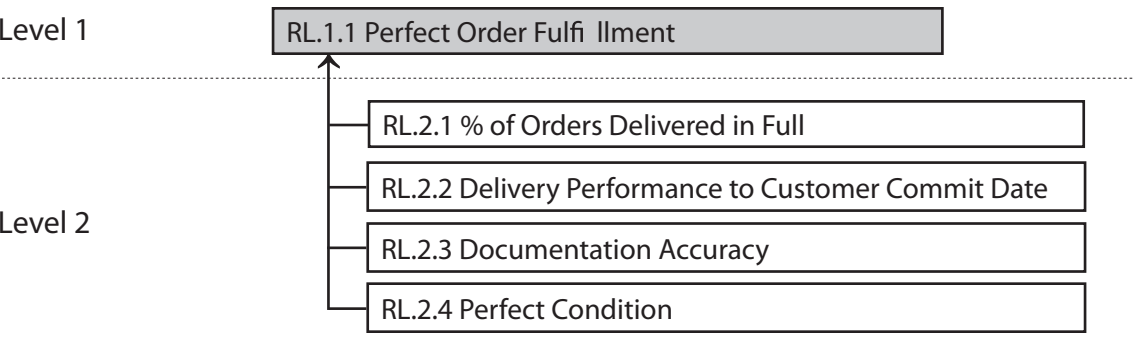 Level 1
RL.1.1 Perfect Order Fulfi llment
RL.2.1 % of Orders Delivered in Full
RL.2.2 Delivery Performance to Customer Commit Date
Level 2
RL.2.3 Documentation Accuracy
RL.2.4 Perfect Condition